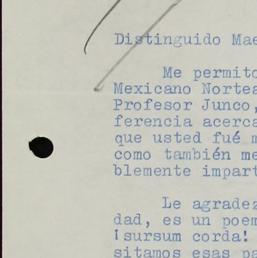 Distinguido Mae
Me permito
Mexicano Nortea
Profesor Junco,
ferencia acerca
que usted fué m
como también me
blemente impart
Le agradez
dad, es un poem
¡sursum corda!
sitamos esas pa